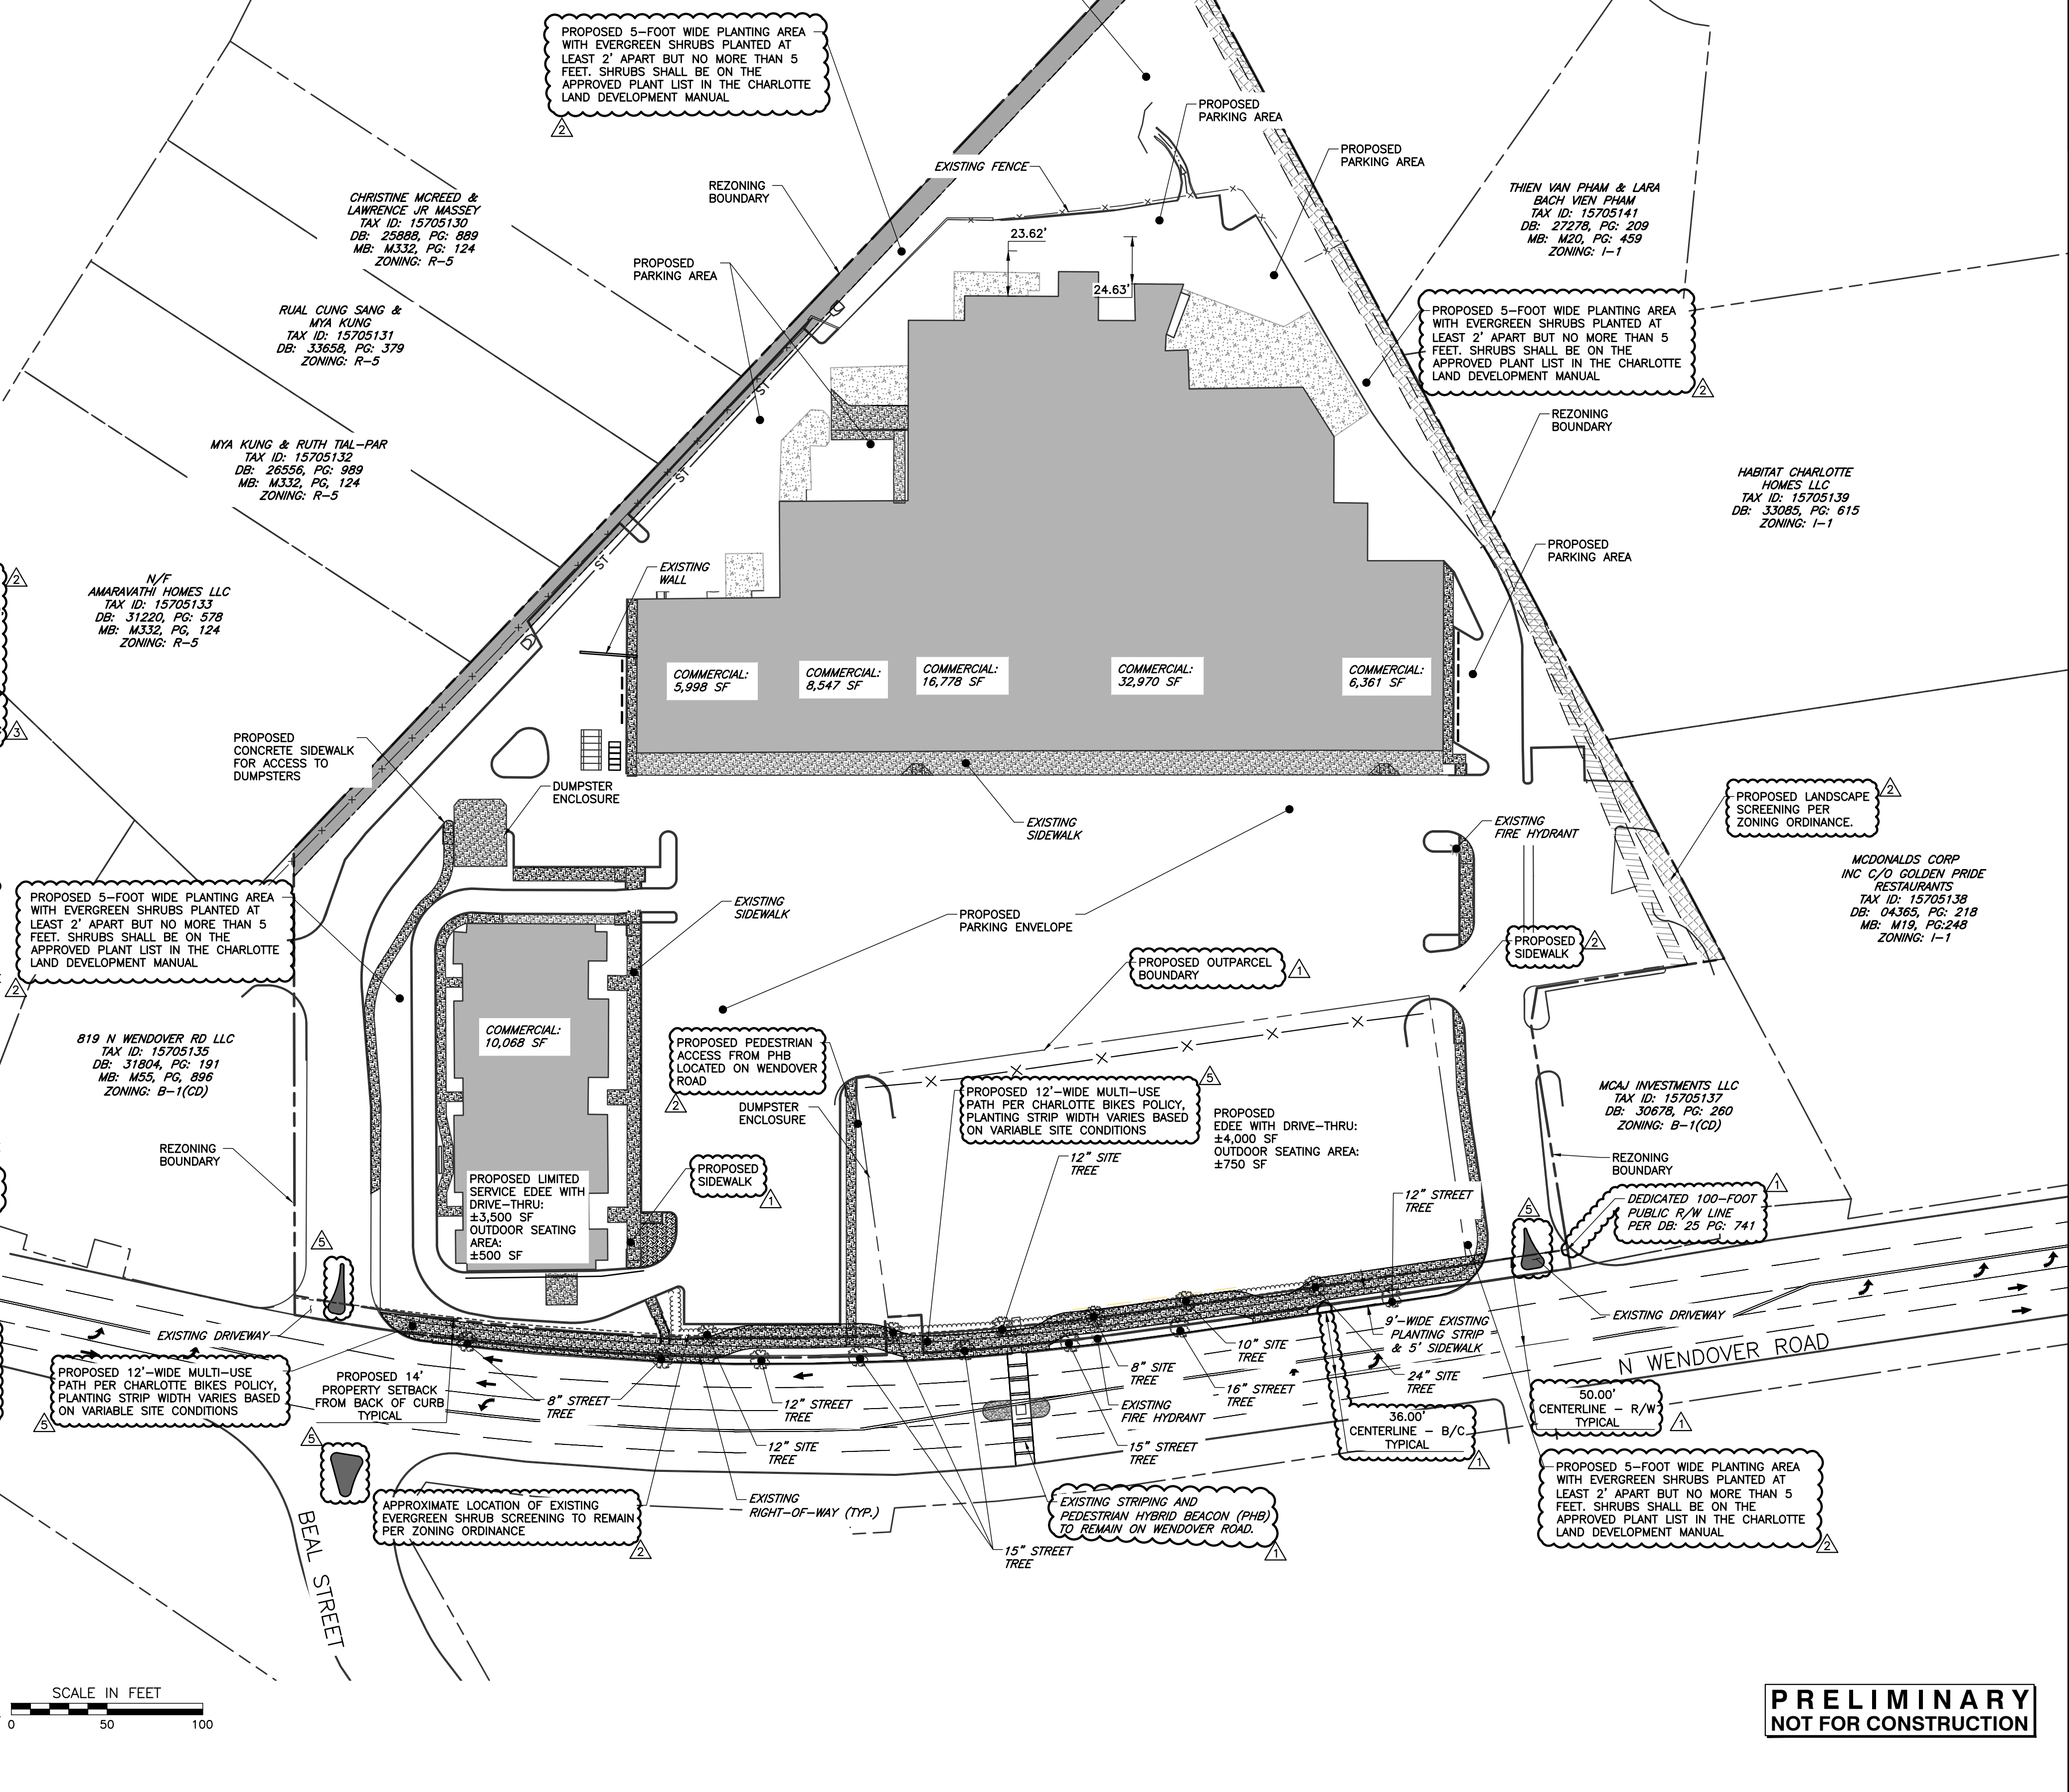 PROPOSED 5-FOOT WIDE PLANTING AREA
WITH EVERGREEN SHRUBS PLANTED AT
LEAST 2' APART BUT NO MORE THAN 5
FEET. SHRUBS SHALL BE ON THE
APPROVED PLANT LIST IN THE CHARLOTTE
LAND DEVELOPMENT MANUAL
2
PROPOSED
PARKING AREA
PROPOSED
PARKING AREA
EXISTING FENCE
REZONING
BOUNDARY
CHRISTINE MCREED &
LAWRENCE JR MASSEY
TAX ID: 15705130
DB: 25888, PG: 889
MB: M332, PG: 124
ZONING: R-5
THIEN VAN PHAM & LARA
BACH VIEN PHAM
TAX ID: 15705141
DB: 27278, PG: 209
MB: M20, PG: 459
ZONING: I-1
23.62'
24.63'
PROPOSED
PARKING AREA
RUAL CUNG SANG &
MYA KUNG
TAX ID: 15705131
DB: 33658, PG: 379
ZONING: R-5
PROPOSED 5-FOOT WIDE PLANTING AREA
WITH EVERGREEN SHRUBS PLANTED AT
LEAST 2' APART BUT NO MORE THAN 5
FEET. SHRUBS SHALL BE ON THE
APPROVED PLANT LIST IN THE CHARLOTTE
LAND DEVELOPMENT MANUAL
2
ST
REZONING
BOUNDARY
MYA KUNG & RUTH TIAL-PAR
TAX ID: 15705132
DB: 26556, PG: 989
MB: M332, PG, 124
ZONING: R-5
ST
HABITAT CHARLOTTE
HOMES LLC
TAX ID: 15705139
DB: 33085, PG: 615
ZONING: I-1
PROPOSED
PARKING AREA
ST
EXISTING
WALL
2
N/F
AMARAVATHI HOMES LLC
TAX ID: 15705133
DB: 31220, PG: 578
MB: M332, PG, 124
ZONING: R-5
COMMERCIAL:
5,998 SF
COMMERCIAL:
8,547 SF
COMMERCIAL:
16,778 SF
COMMERCIAL:
32,970 SF
COMMERCIAL:
6,361 SF
3
PROPOSED
CONCRETE SIDEWALK
FOR ACCESS TO
DUMPSTERS
DUMPSTER
ENCLOSURE
EXISTING
SIDEWALK
EXISTING
FIRE HYDRANT
PROPOSED LANDSCAPE
SCREENING PER
ZONING ORDINANCE.
2
MCDONALDS CORP
INC C/O GOLDEN PRIDE
RESTAURANTS
TAX ID: 15705138
DB: 04365, PG: 218
MB: M19, PG:248
ZONING: I-1
PROPOSED 5-FOOT WIDE PLANTING AREA
WITH EVERGREEN SHRUBS PLANTED AT
LEAST 2' APART BUT NO MORE THAN 5
FEET. SHRUBS SHALL BE ON THE
APPROVED PLANT LIST IN THE CHARLOTTE
LAND DEVELOPMENT MANUAL
2
EXISTING
SIDEWALK
PROPOSED
PARKING ENVELOPE
PROPOSED
SIDEWALK
2
PROPOSED OUTPARCEL
BOUNDARY
1
819 N WENDOVER RD LLC
TAX ID: 15705135
DB: 31804, PG: 191
MB: M55, PG, 896
ZONING: B-1(CD)
COMMERCIAL:
10,068 SF
PROPOSED PEDESTRIAN
ACCESS FROM PHB
LOCATED ON WENDOVER
ROAD
2
DUMPSTER
ENCLOSURE
PROPOSED 12'-WIDE MULTI-USE
PATH PER CHARLOTTE BIKES POLICY,
PLANTING STRIP WIDTH VARIES BASED
ON VARIABLE SITE CONDITIONS
5
PROPOSED
EDEE WITH DRIVE-THRU:
±4,000 SF
OUTDOOR SEATING AREA:
±750 SF
MCAJ INVESTMENTS LLC
TAX ID: 15705137
DB: 30678, PG: 260
ZONING: B-1(CD)
REZONING
BOUNDARY
PROPOSED
SIDEWALK
1
12" SITE
TREE
REZONING
BOUNDARY
PROPOSED LIMITED
SERVICE EDEE WITH
DRIVE-THRU:
±3,500 SF
OUTDOOR SEATING
AREA:
±500 SF
12" STREET
TREE
5
DEDICATED 100-FOOT
PUBLIC R/W LINE
PER DB: 25 PG: 741
1
5
EXISTING DRIVEWAY
EXISTING DRIVEWAY
9'-WIDE EXISTING
PLANTING STRIP
& 5' SIDEWALK
10" SITE
TREE
N WENDOVER ROAD
PROPOSED 12'-WIDE MULTI-USE
PATH PER CHARLOTTE BIKES POLICY,
PLANTING STRIP WIDTH VARIES BASED
ON VARIABLE SITE CONDITIONS
5
PROPOSED 14'
PROPERTY SETBACK
FROM BACK OF CURB
TYPICAL
8" STREET
TREE
12" STREET
TREE
8" SITE
TREE
16" STREET
TREE
24" SITE
TREE
50.00'
CENTERLINE - R/W
TYPICAL
1
EXISTING
FIRE HYDRANT
36.00'
CENTERLINE - B/C
TYPICAL
1
5
12" SITE
TREE
15" STREET
TREE
PROPOSED 5-FOOT WIDE PLANTING AREA
WITH EVERGREEN SHRUBS PLANTED AT
LEAST 2' APART BUT NO MORE THAN 5
FEET. SHRUBS SHALL BE ON THE
APPROVED PLANT LIST IN THE CHARLOTTE
LAND DEVELOPMENT MANUAL
2
APPROXIMATE LOCATION OF EXISTING
EVERGREEN SHRUB SCREENING TO REMAIN
PER ZONING ORDINANCE
2
EXISTING
RIGHT-OF-WAY (TYP.)
EXISTING STRIPING AND
PEDESTRIAN HYBRID BEACON (PHB)
TO REMAIN ON WENDOVER ROAD.
1
15" STREET
TREE
BEAL STREET
SCALE IN FEET
0 50 100
PRELIMINARY
NOT FOR CONSTRUCTION